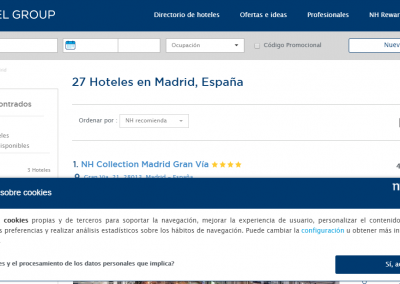 EL GROUP
Directorio de hoteles
Ofertas e ideas
Profesionales
NH Rewar
Ocupación
Código Promocional
Nuev
27 Hoteles en Madrid, España
ontrados
Ordenar por :
NH recomienda
eles
isponibles
3 Hoteles
1. NH Collection Madrid Gran Vía
Gran Vía, 21. 28013. Madrid - España
sobre cookies
cookies propias y de terceros para soportar la navegación, mejorar la experiencia de usuario, personalizar el contenido
s preferencias y realizar análisis estadísticos sobre los hábitos de navegación. Puede cambiar la configuración u obtener más in
es y el procesamiento de los datos personales que implica?
Sí, a